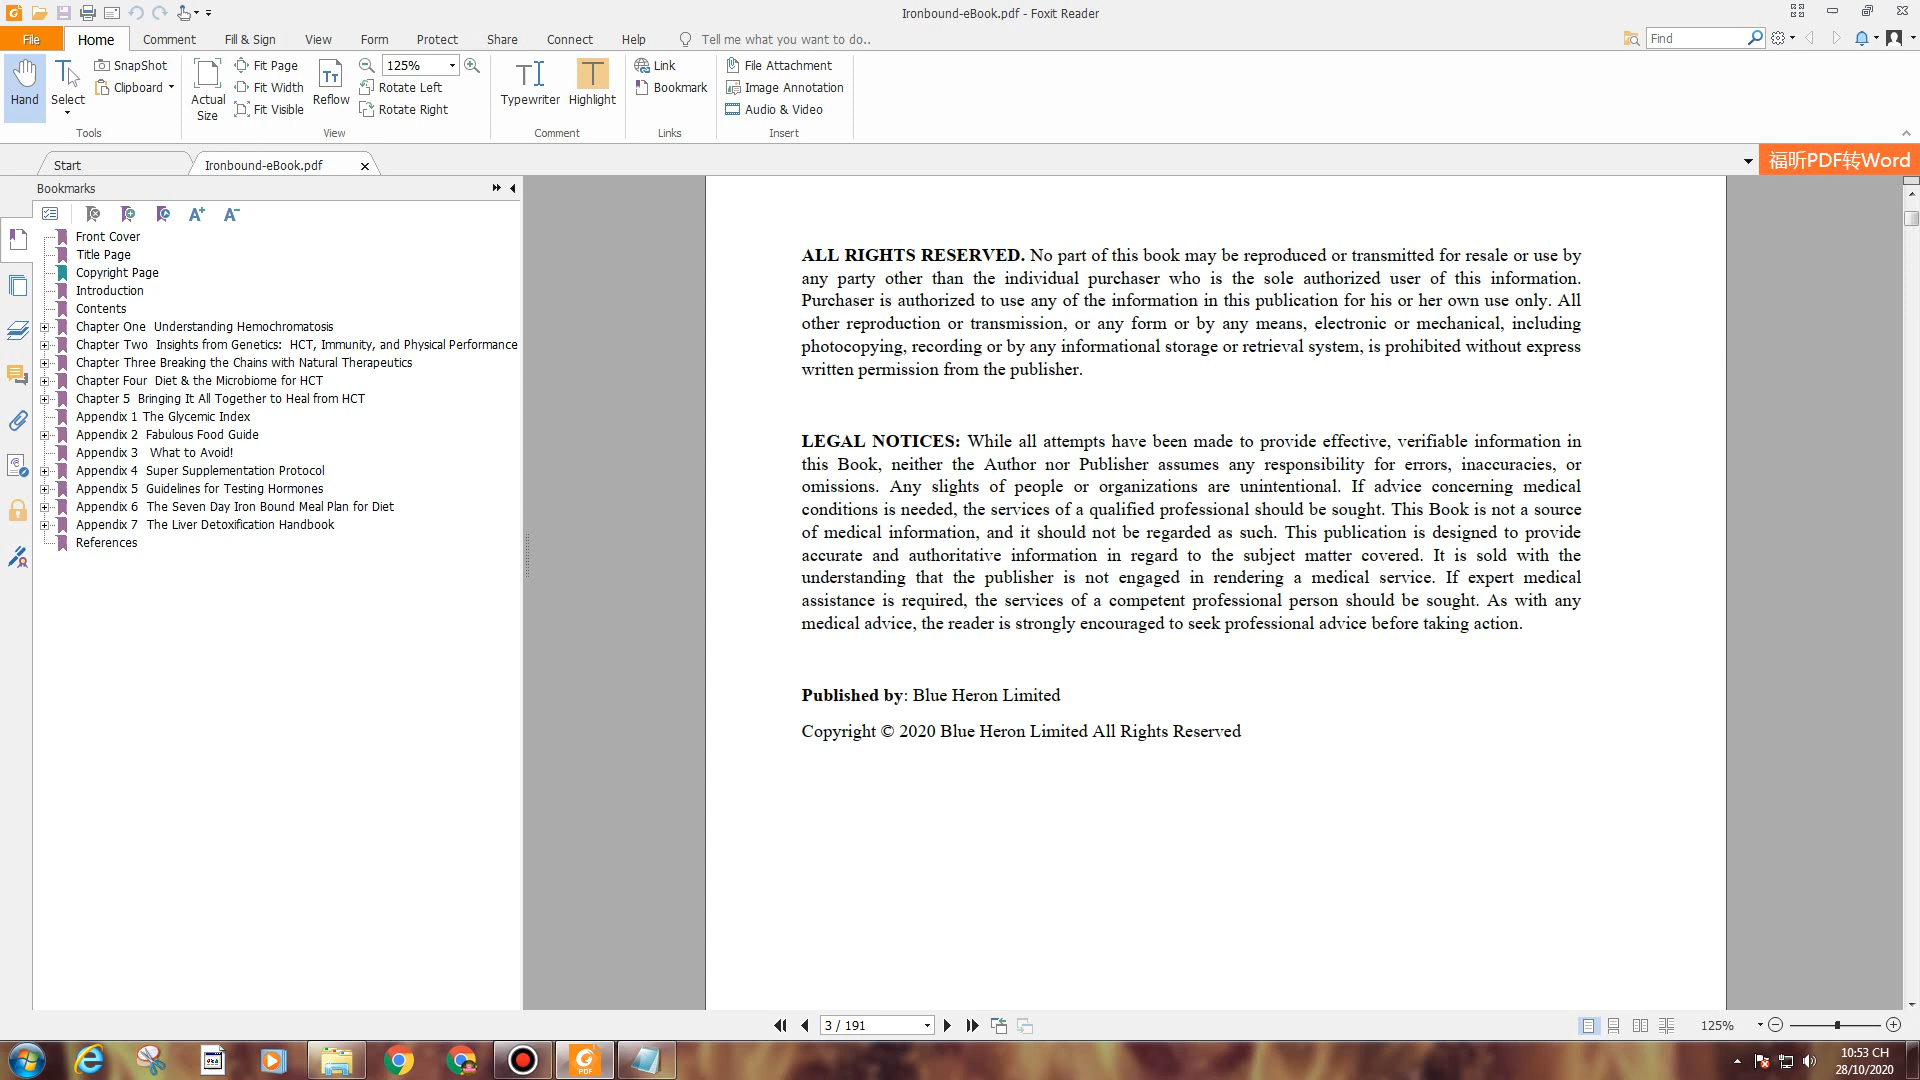 Ironbound-eBook.pdf - Foxit Reader
File Home Comment Fill & Sign View Form Protect Share Connect Help Tell me what you want to do.. Find
Hand
Select
SnapShot
Clipboard
Tools
Actual
Size
Fit Page
Fit Width
Fit Visible
Reflow
125%
Rotate Left
Rotate Right
View
Typewriter
Highlight
Comment
Link
Bookmark
Links
File Attachment
Image Annotation
Audio & Video
Insert
Start
Ironbound-eBook.pdf
福昕PDF转Word
Bookmarks
Front Cover
Title Page
Copyright Page
Introduction
Contents
Chapter One Understanding Hemochromatosis
Chapter Two Insights from Genetics: HCT, Immunity, and Physical Performance
Chapter Three Breaking the Chains with Natural Therapeutics
Chapter Four Diet & the Microbiome for HCT
Chapter 5 Bringing It All Together to Heal from HCT
Appendix 1 The Glycemic Index
Appendix 2 Fabulous Food Guide
Appendix 3 What to Avoid!
Appendix 4 Super Supplementation Protocol
Appendix 5 Guidelines for Testing Hormones
Appendix 6 The Seven Day Iron Bound Meal Plan for Diet
Appendix 7 The Liver Detoxification Handbook
References
ALL RIGHTS RESERVED. No part of this book may be reproduced or transmitted for resale or use by
any party other than the individual purchaser who is the sole authorized user of this information.
Purchaser is authorized to use any of the information in this publication for his or her own use only. All
other reproduction or transmission, or any form or by any means, electronic or mechanical, including
photocopying, recording or by any informational storage or retrieval system, is prohibited without express
written permission from the publisher.
LEGAL NOTICES: While all attempts have been made to provide effective, verifiable information in
this Book, neither the Author nor Publisher assumes any responsibility for errors, inaccuracies, or
omissions. Any slights of people or organizations are unintentional. If advice concerning medical
conditions is needed, the services of a qualified professional should be sought. This Book is not a source
of medical information, and it should not be regarded as such. This publication is designed to provide
accurate and authoritative information in regard to the subject matter covered. It is sold with the
understanding that the publisher is not engaged in rendering a medical service. If expert medical
assistance is required, the services of a competent professional person should be sought. As with any
medical advice, the reader is strongly encouraged to seek professional advice before taking action.
Published by: Blue Heron Limited
Copyright © 2020 Blue Heron Limited All Rights Reserved
3 / 191
125%
10:53 CH
28/10/2020